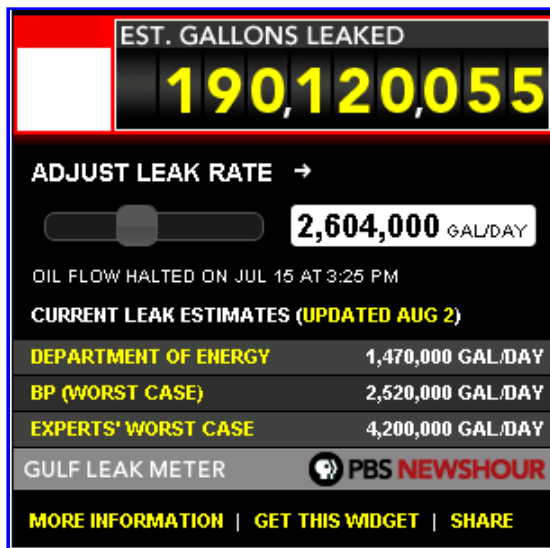 EST. GALLONS LEAKED
190,120,055
ADJUST LEAK RATE →
2,604,000 GAL/DAY
OIL FLOW HALTED ON JUL 15 AT 3:25 PM
CURRENT LEAK ESTIMATES (UPDATED AUG 2)
DEPARTMENT OF ENERGY 1,470,000 GAL/DAY
BP (WORST CASE) 2,520,000 GAL/DAY
EXPERTS' WORST CASE 4,200,000 GAL/DAY
GULF LEAK METER PBS NEWSHOUR
MORE INFORMATION | GET THIS WIDGET | SHARE